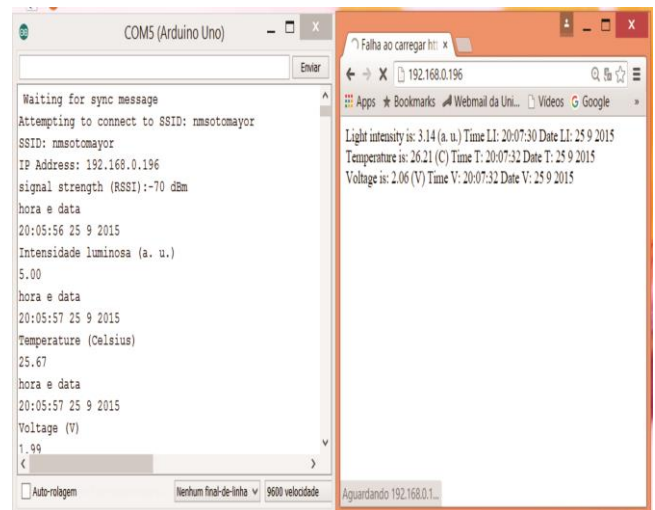 COM5 (Arduino Uno)
Enviar
Waiting for sync message
Attempting to connect to SSID: nmsotomayor
SSID: nmsotomayor
IP Address: 192.168.0.196
signal strength (RSSI):-70 dBm
hora e data
20:05:56 25 9 2015
Intensidade luminosa (a. u.)
5.00
hora e data
20:05:57 25 9 2015
Temperature (Celsius)
25.67
hora e data
20:05:57 25 9 2015
Voltage (V)
1.99
Auto-rolagem
Nenhum final-de-linha
9600 velocidade
Falha ao carregar htt
192.168.0.196
Apps Bookmarks Webmail da Uni... Vídeos Google »
Light intensity is: 3.14 (a. u.) Time LI: 20:07:30 Date LI: 25 9 2015
Temperature is: 26.21 (C) Time T: 20:07:32 Date T: 25 9 2015
Voltage is: 2.06 (V) Time V: 20:07:32 Date V: 25 9 2015
Aguardando 192.168.0.1...